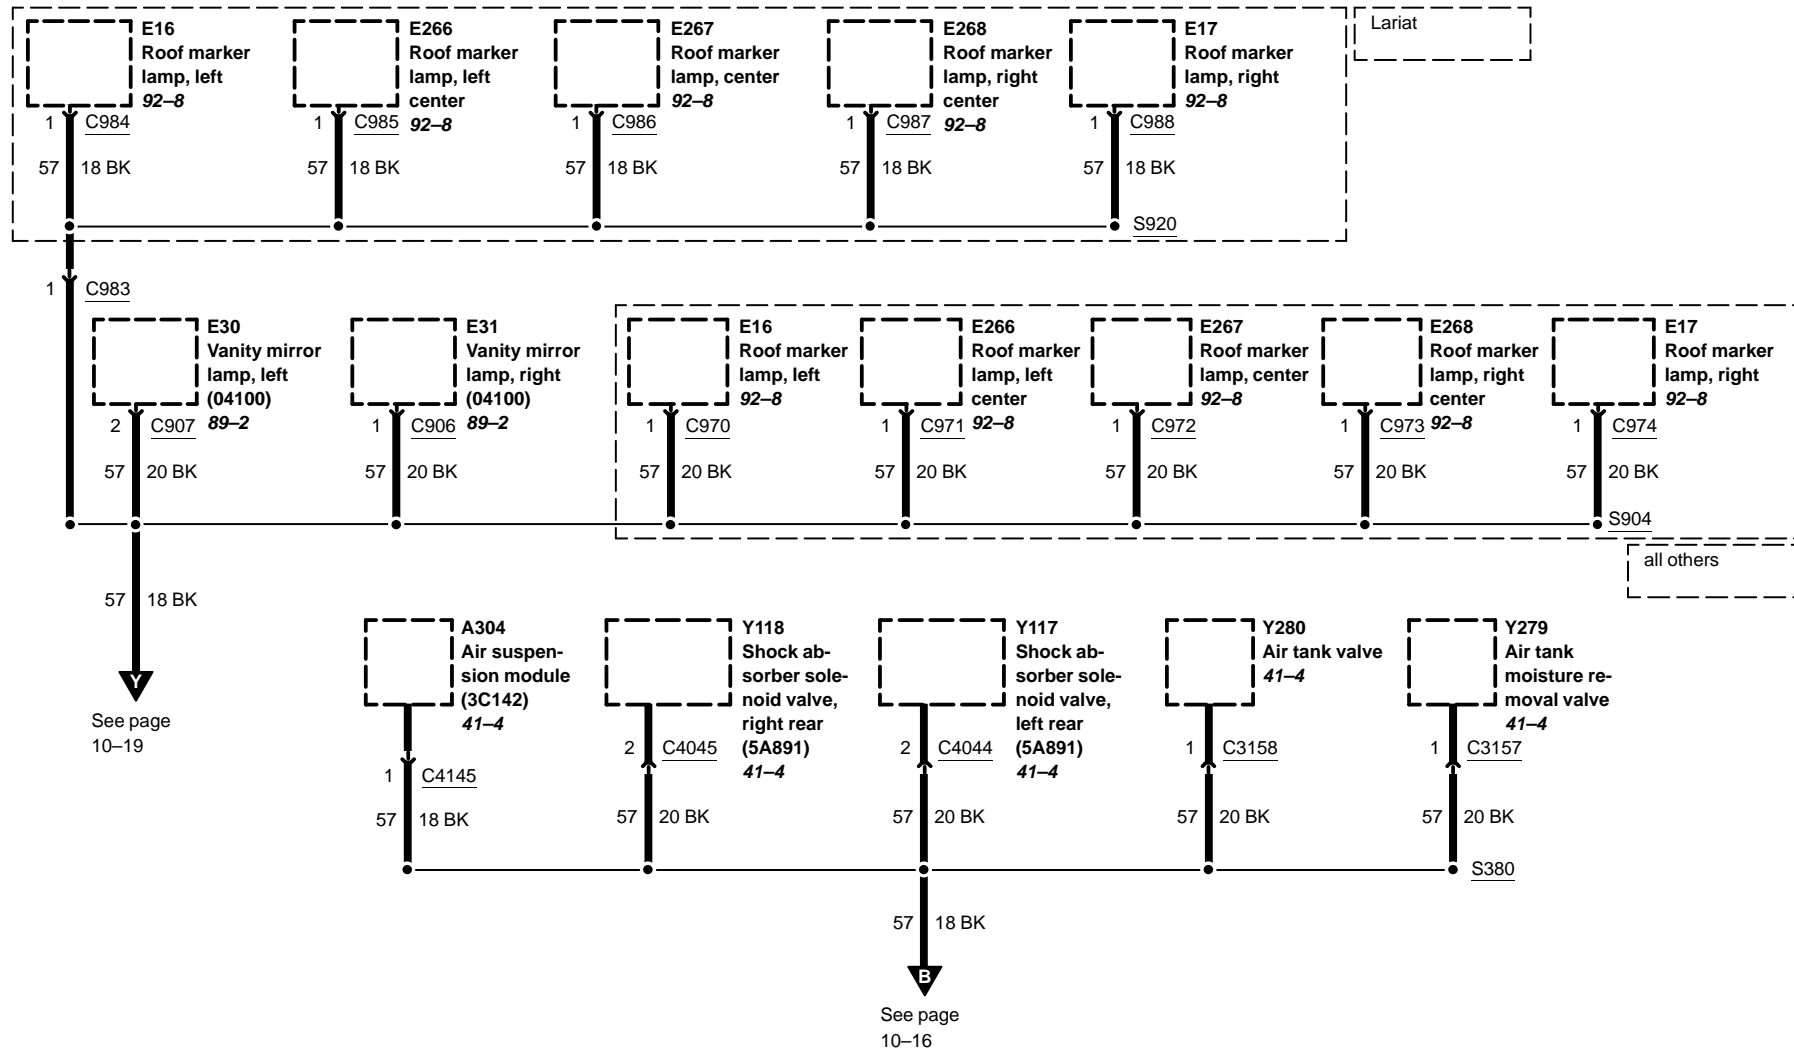 E16
Roof marker
lamp, left
92–8
1
C984
57
18 BK
E266
Roof marker
lamp, left
center
92–8
1
C985
57
18 BK
E267
Roof marker
lamp, center
92–8
1
C986
57
18 BK
E268
Roof marker
lamp, right
center
92–8
1
C987
57
18 BK
E17
Roof marker
lamp, right
92–8
1
C988
57
18 BK
S920
Lariat
1
C983
E30
Vanity mirror
lamp, left
(04100)
89–2
2
C907
57
20 BK
E31
Vanity mirror
lamp, right
(04100)
89–2
1
C906
57
20 BK
E16
Roof marker
lamp, left
92–8
1
C970
57
20 BK
E266
Roof marker
lamp, left
center
92–8
1
C971
57
20 BK
E267
Roof marker
lamp, center
92–8
1
C972
57
20 BK
E268
Roof marker
lamp, right
center
92–8
1
C973
57
20 BK
E17
Roof marker
lamp, right
92–8
1
C974
57
20 BK
S904
all others
57
18 BK
Y
See page
10–19
A304
Air suspen-
sion module
(3C142)
41–4
1
C4145
57
18 BK
Y118
Shock ab-
sorber sole-
noid valve,
right rear
(5A891)
41–4
2
C4045
57
20 BK
Y117
Shock ab-
sorber sole-
noid valve,
left rear
(5A891)
41–4
2
C4044
57
20 BK
Y280
Air tank valve
41–4
1
C3158
57
20 BK
Y279
Air tank
moisture re-
moval valve
41–4
1
C3157
57
20 BK
S380
57
18 BK
B
See page
10–16